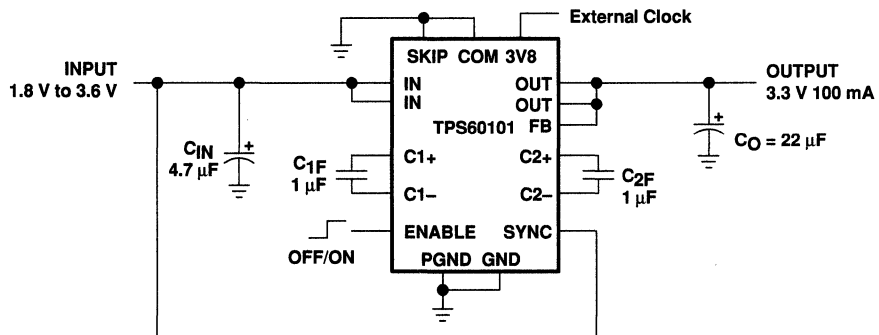 External Clock
SKIP COM 3V8
INPUT
1.8 V to 3.6 V
IN
IN
OUT
OUT
FB
TPS60101
OUTPUT
3.3 V 100 mA
+
CIN
4.7 µF
+
CO = 22 µF
C1F
1 µF
C1+
C1–
C2+
C2–
C2F
1 µF
OFF/ON
ENABLE
SYNC
PGND GND